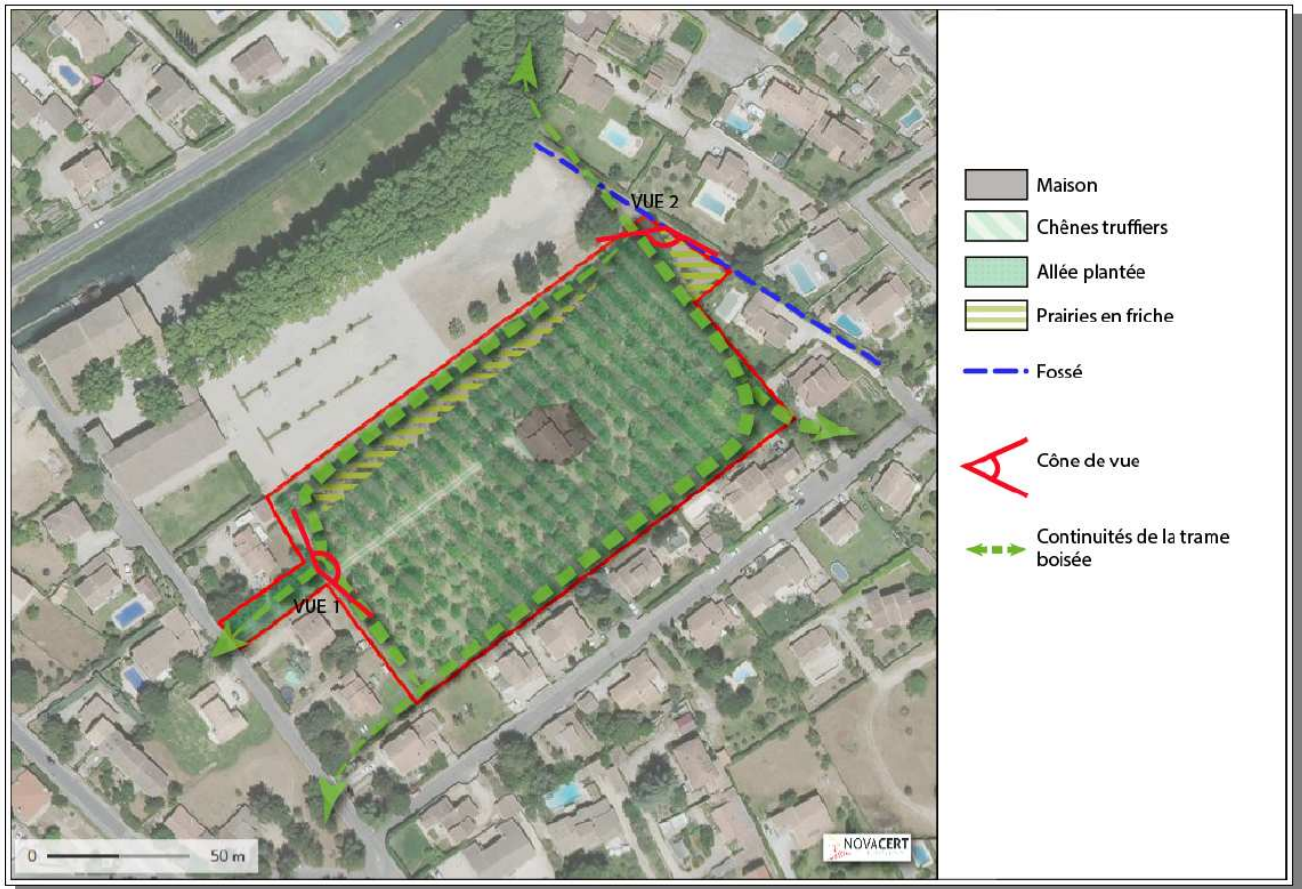 VUE 2
VUE 1
0 50 m
NOVACERT
Maison
Chênes truffiers
Allée plantée
Prairies en friche
Fossé
Cône de vue
Continuités de la trame
boisée